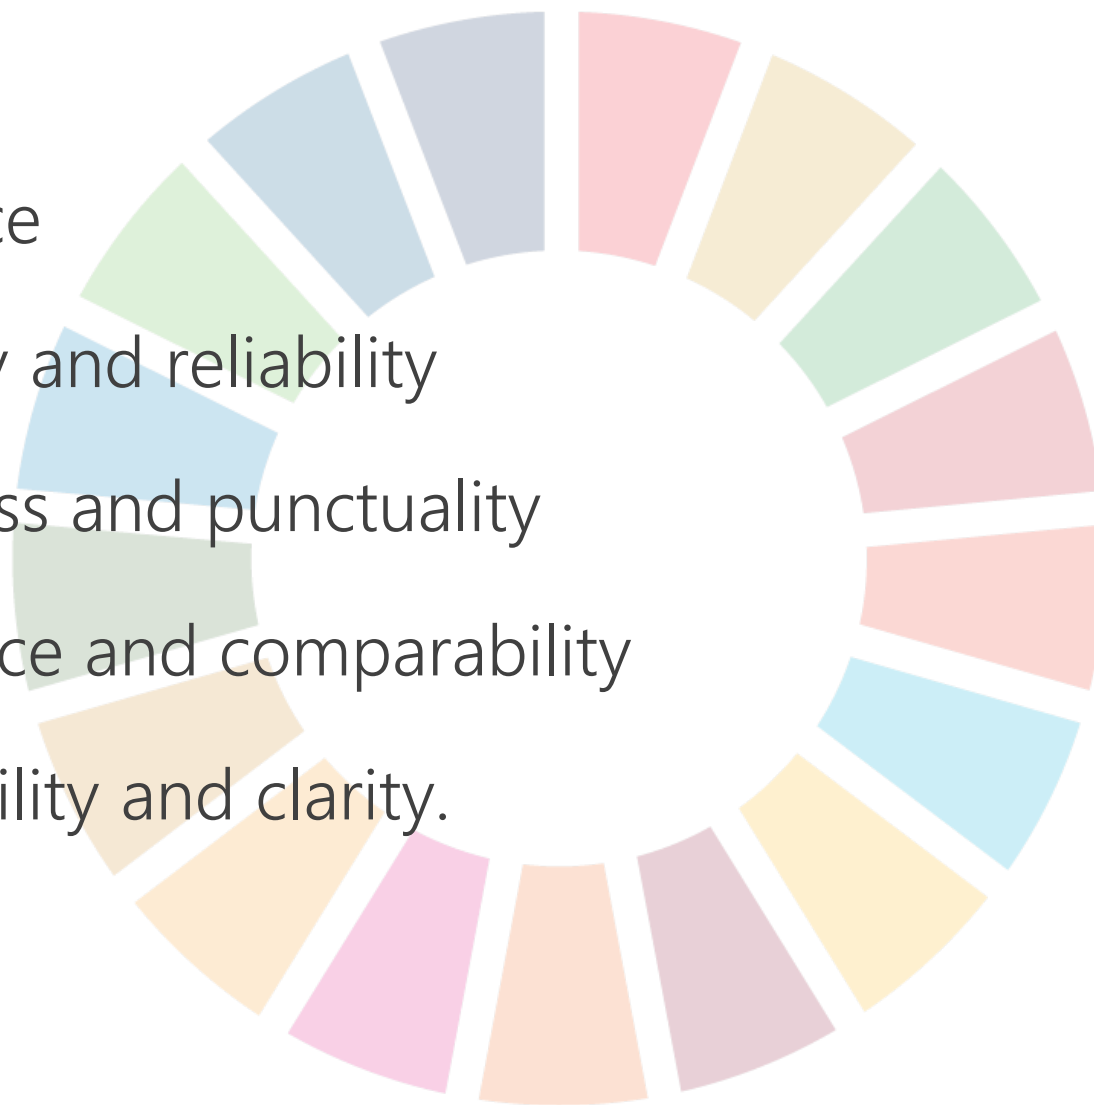 ce
y and reliability
ss and punctuality
ce and comparability
ility and clarity.